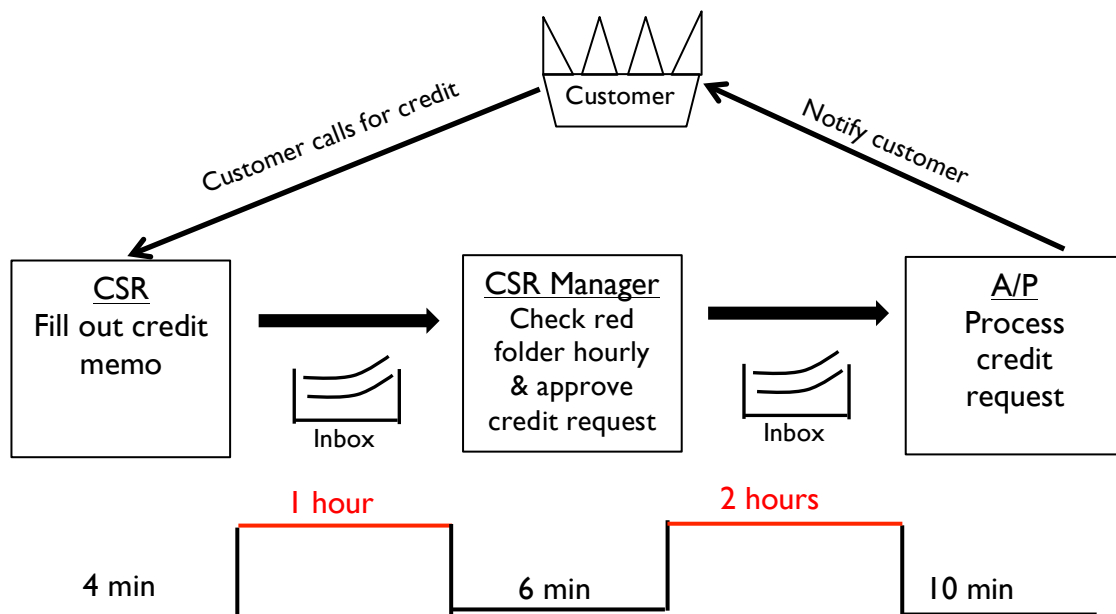 Customer
Customer calls for credit
Notify customer
CSR
Fill out credit
memo
CSR Manager
Check red
folder hourly
& approve
credit request
A/P
Process
credit
request
Inbox
Inbox
1 hour
2 hours
4 min
6 min
10 min